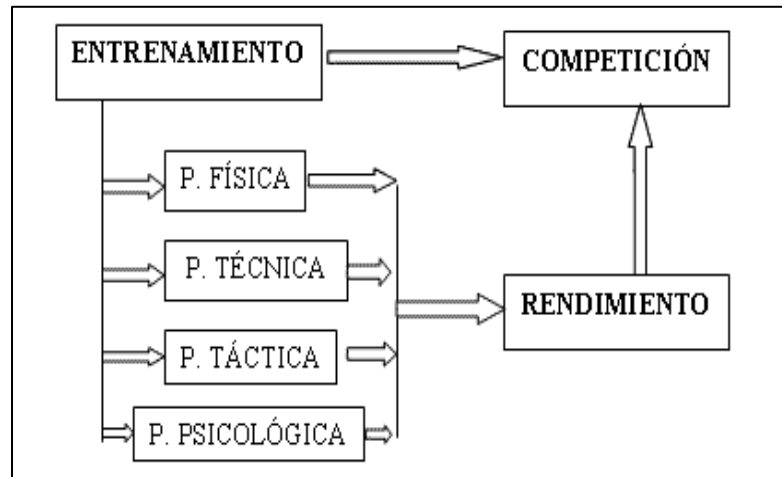 ENTRENAMIENTO
COMPETICIÓN
P. FÍSICA
P. TÉCNICA
RENDIMIENTO
P. TÁCTICA
P. PSICOLÓGICA